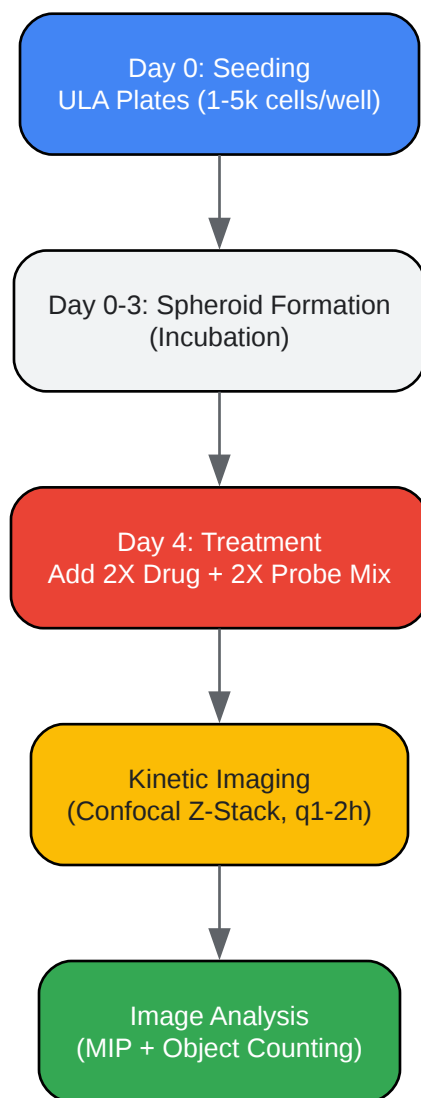 Day 0: Seeding
ULA Plates (1-5k cells/well)
Day 0-3: Spheroid Formation
(Incubation)
Day 4: Treatment
Add 2X Drug + 2X Probe Mix
Kinetic Imaging
(Confocal Z-Stack, q1-2h)
Image Analysis
(MIP + Object Counting)